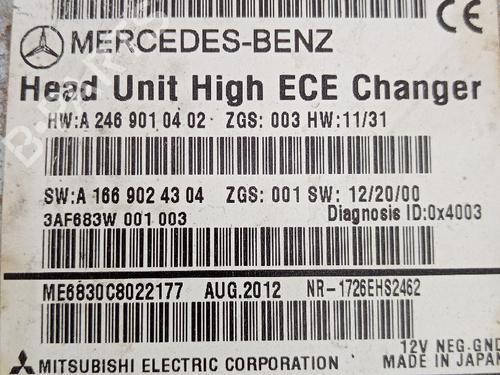 CE
MERCEDES-BENZ
Head Unit High ECE Changer
HW:A 246 901 04 02 ZGS: 003 HW:11/31
SW:A 166 902 43 04 ZGS: 001 SW: 12/20/00
3AF683W 001 003 Diagnosis ID:0x4003
ME6830C8022177 AUG.2012 NR-1726EHS2462
12V NEG.GND
MITSUBISHI ELECTRIC CORPORATION MADE IN JAPAN